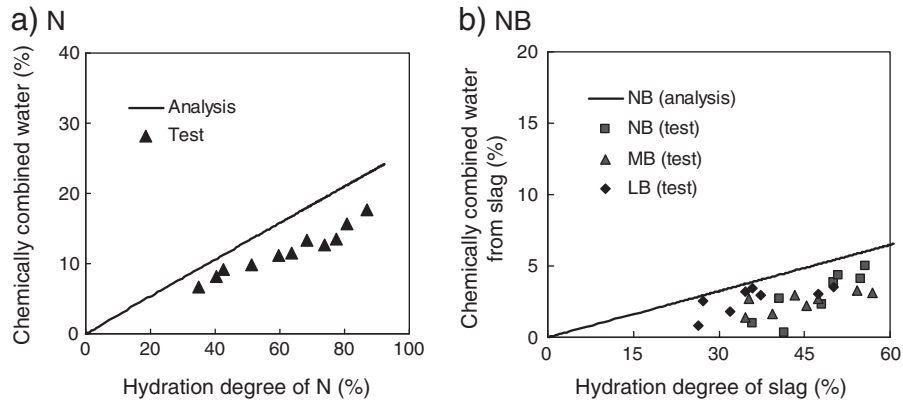 a) N
Chemically combined water (%)
40
30
20
10
0
Analysis
Test
0 20 40 60 80 100
Hydration degree of N (%)
b) NB
Chemically combined water
from slag (%)
20
15
10
5
0
NB (analysis)
NB (test)
MB (test)
LB (test)
0 15 30 45 60
Hydration degree of slag (%)